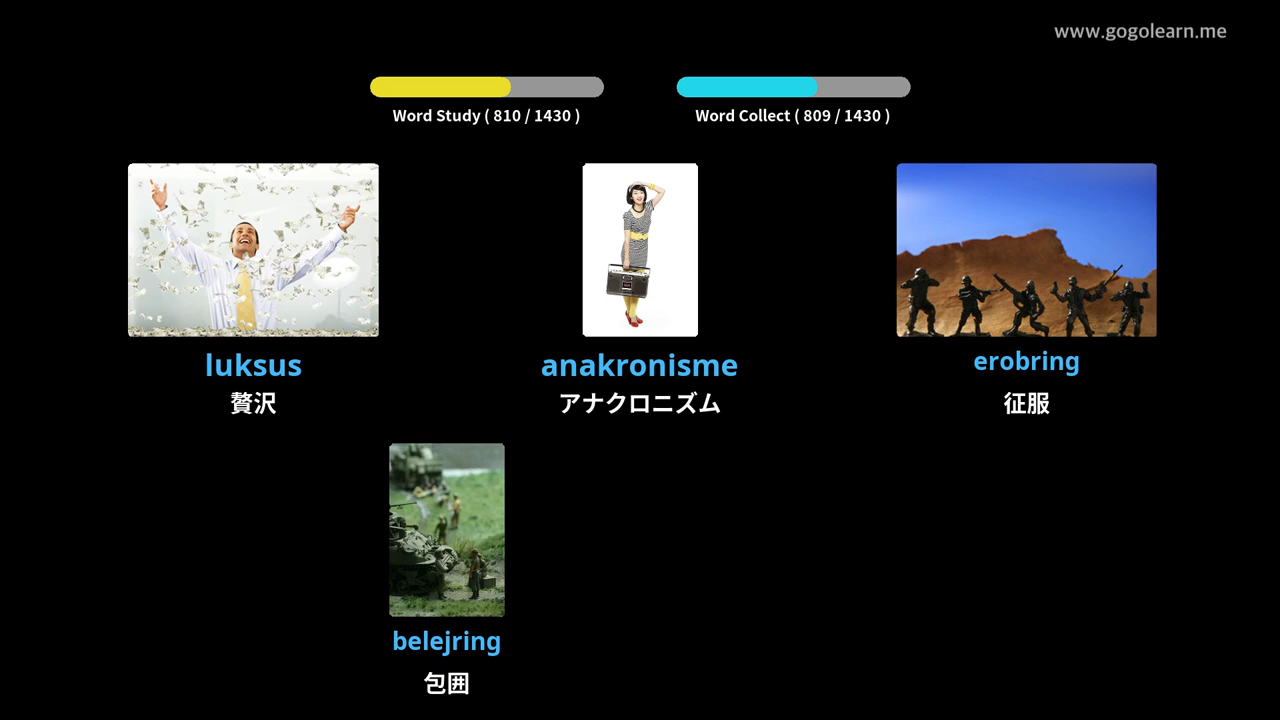 www.gogolearn.me
Word Study ( 810 / 1430 )
Word Collect ( 809 / 1430 )
luksus
贅沢
anakronisme
アナクロニズム
erobring
征服
belejring
包囲